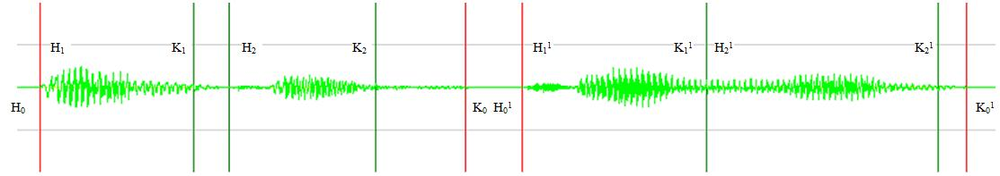 H₁ K₁ H₂ K₂ H₁¹ K₁¹ H₂¹ K₂¹
H₀ K₀ H₀¹ K₀¹